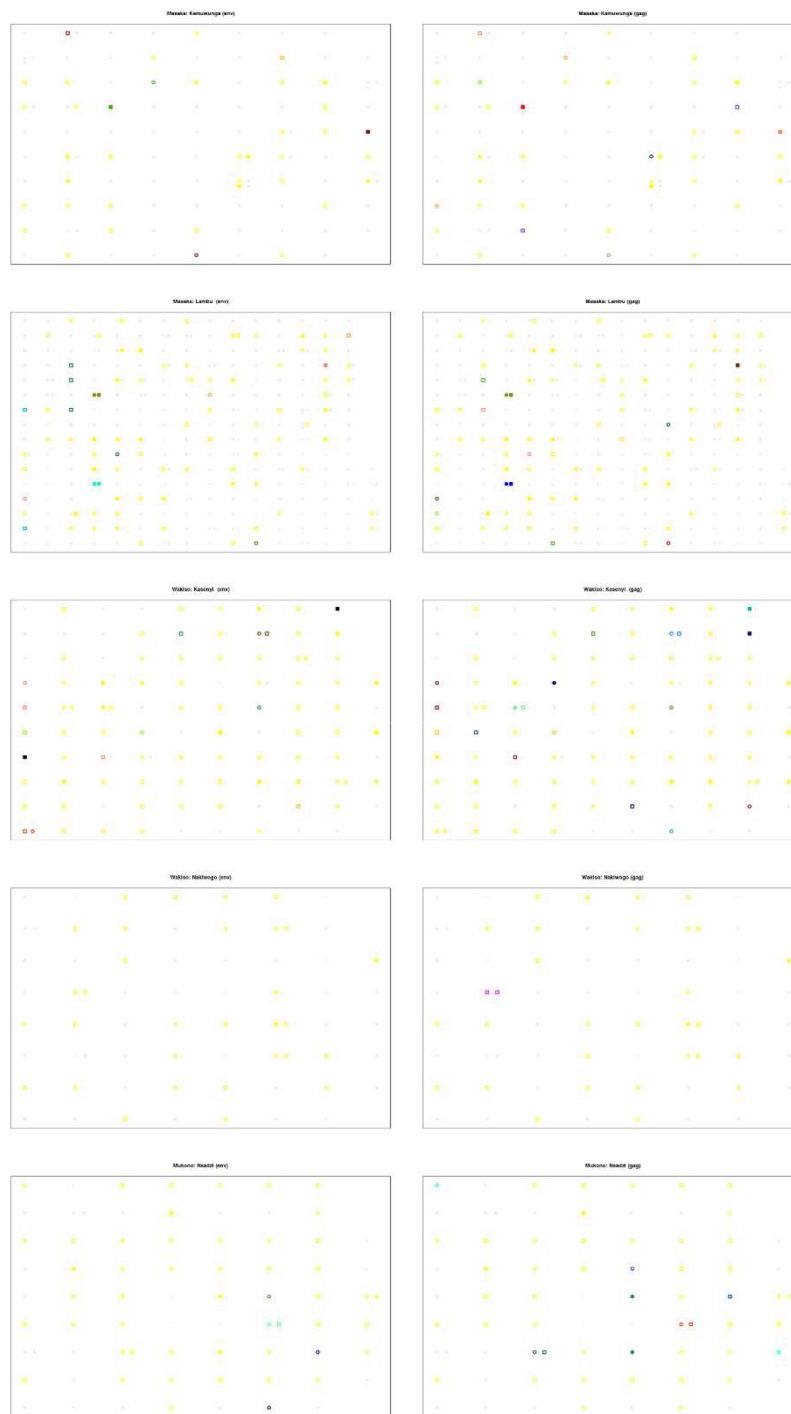 Masaka: Kamuwunga (env)
Masaka: Kamuwunga (gag)
Masaka: Lambu (env)
Masaka: Lambu (gag)
Wakiso: Kasenyi (env)
Wakiso: Kasenyi (gag)
Wakiso: Nakiwogo (env)
Wakiso: Nakiwogo (gag)
Mukono: Nsadzi (env)
Mukono: Nsadzi (gag)